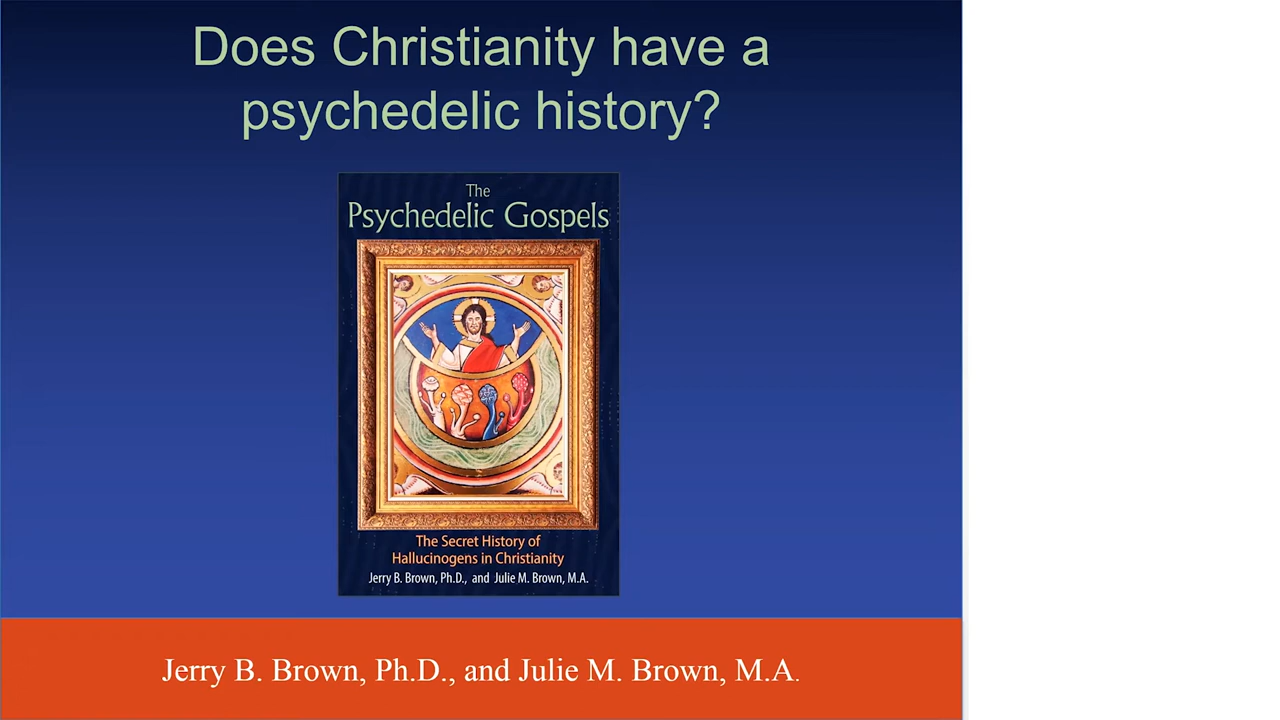 Does Christianity have a
psychedelic history?
The
Psychedelic Gospels
The Secret History of
Hallucinogens in Christianity
Jerry B. Brown, Ph.D., and Julie M. Brown, M.A.
Jerry B. Brown, Ph.D., and Julie M. Brown, M.A.